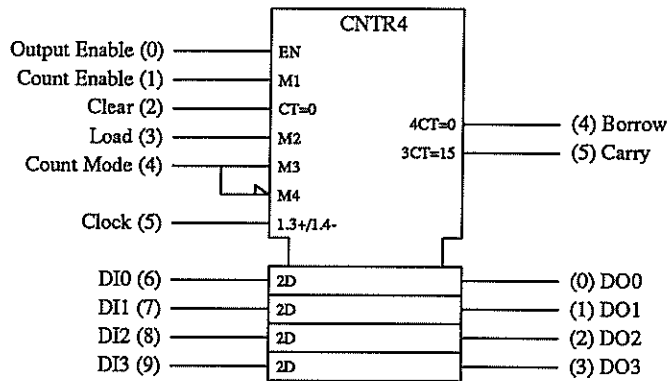 CNTR4
Output Enable (0)
EN
Count Enable (1)
M1
Clear (2)
CT=0
4CT=0
(4) Borrow
Load (3)
M2
3CT=15
(5) Carry
Count Mode (4)
M3
M4
Clock (5)
1.3+/1.4-
DI0 (6)
2D
(0) DO0
DI1 (7)
2D
(1) DO1
DI2 (8)
2D
(2) DO2
DI3 (9)
2D
(3) DO3